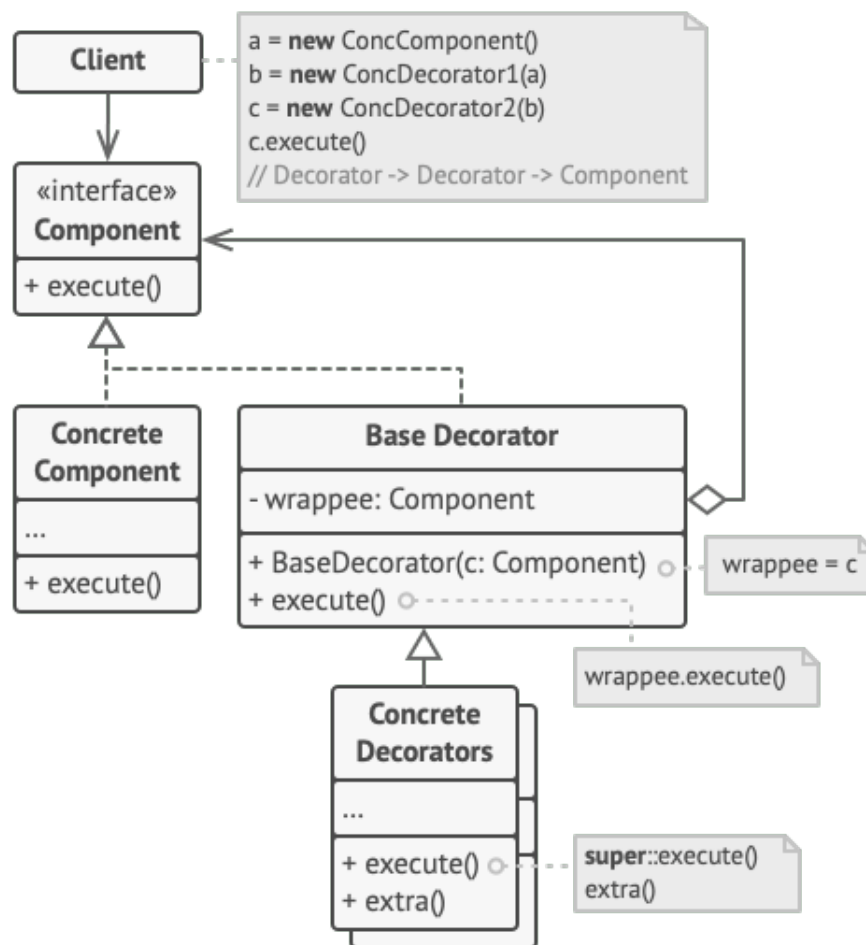 Client
a = new ConcComponent()
b = new ConcDecorator1(a)
c = new ConcDecorator2(b)
c.execute()
// Decorator -> Decorator -> Component
«interface»
Component
+ execute()
Concrete
Component
...
+ execute()
Base Decorator
- wrappee: Component
+ BaseDecorator(c: Component)
+ execute()
wrappee = c
wrappee.execute()
Concrete
Decorators
...
+ execute()
+ extra()
super::execute()
extra()